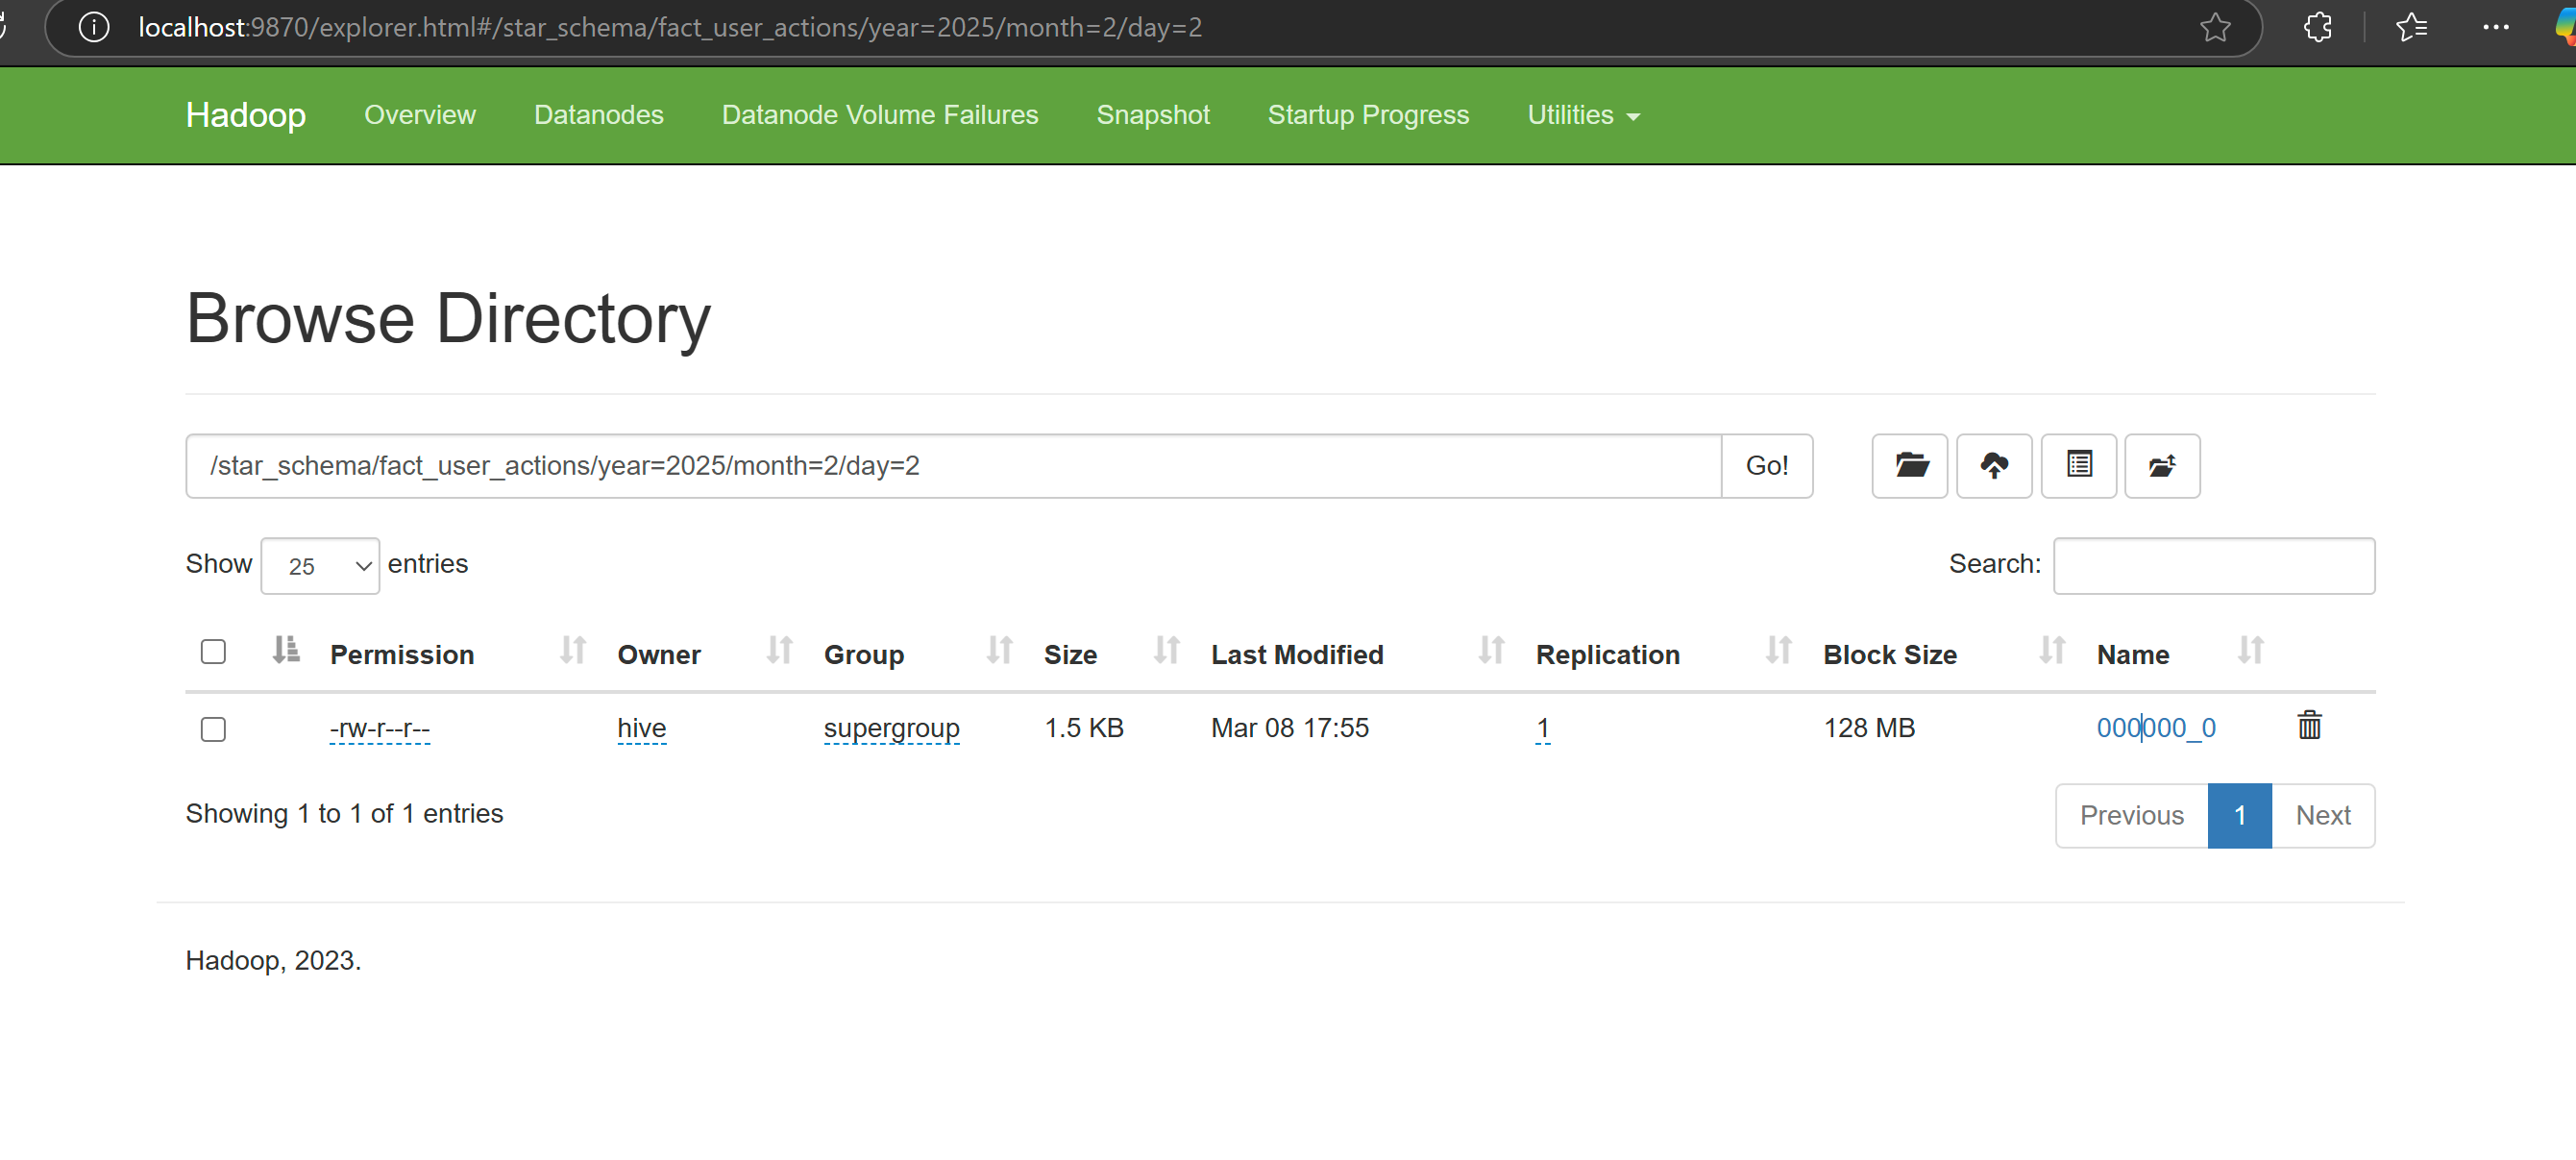 localhost:9870/explorer.html#/star_schema/fact_user_actions/year=2025/month=2/day=2
Hadoop Overview Datanodes Datanode Volume Failures Snapshot Startup Progress Utilities
Browse Directory
/star_schema/fact_user_actions/year=2025/month=2/day=2 Go!
Show 25 entries Search:
Permission Owner Group Size Last Modified Replication Block Size Name
-rw-r--r-- hive supergroup 1.5 KB Mar 08 17:55 1 128 MB 000000_0
Showing 1 to 1 of 1 entries Previous 1 Next
Hadoop, 2023.